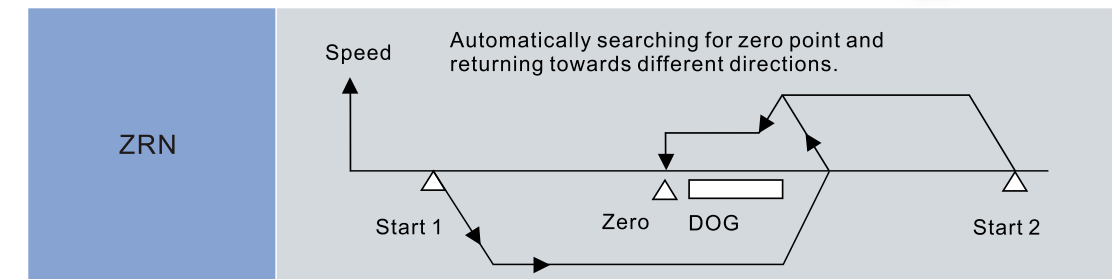 ZRN
Speed
Automatically searching for zero point and
returning towards different directions.
Start 1
Zero
DOG
Start 2